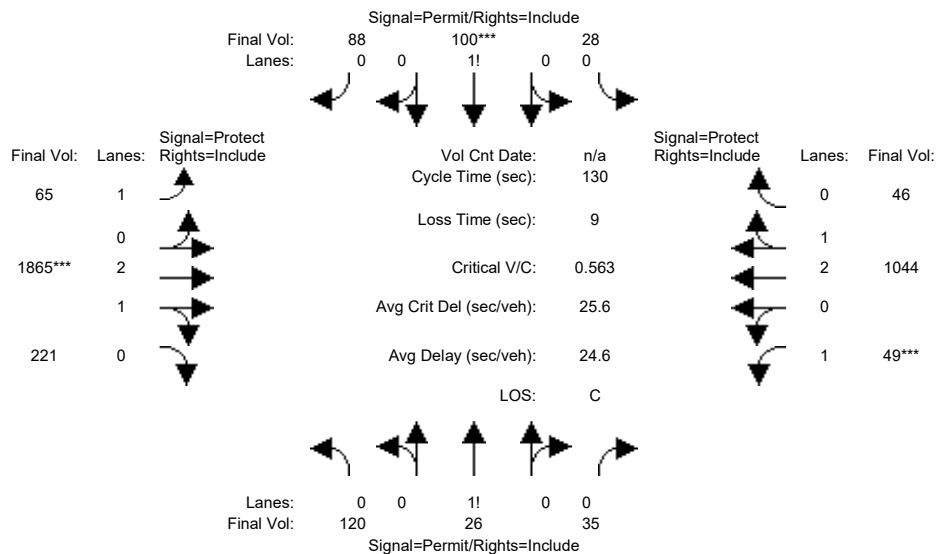 Signal=Permit/Rights=Include
Final Vol: 88 100*** 28
Lanes: 0 0 1! 0 0
Signal=Protect
Final Vol: Lanes: Rights=Include
Vol Cnt Date: n/a
Signal=Protect
Rights=Include Lanes: Final Vol:
Cycle Time (sec): 130
65 1
0 46
Loss Time (sec): 9
0
1
1865*** 2
Critical V/C: 0.563
2 1044
1
Avg Crit Del (sec/veh): 25.6
0
221 0
Avg Delay (sec/veh): 24.6
1 49***
LOS: C
Lanes: 0 0 1! 0 0
Final Vol: 120 26 35
Signal=Permit/Rights=Include